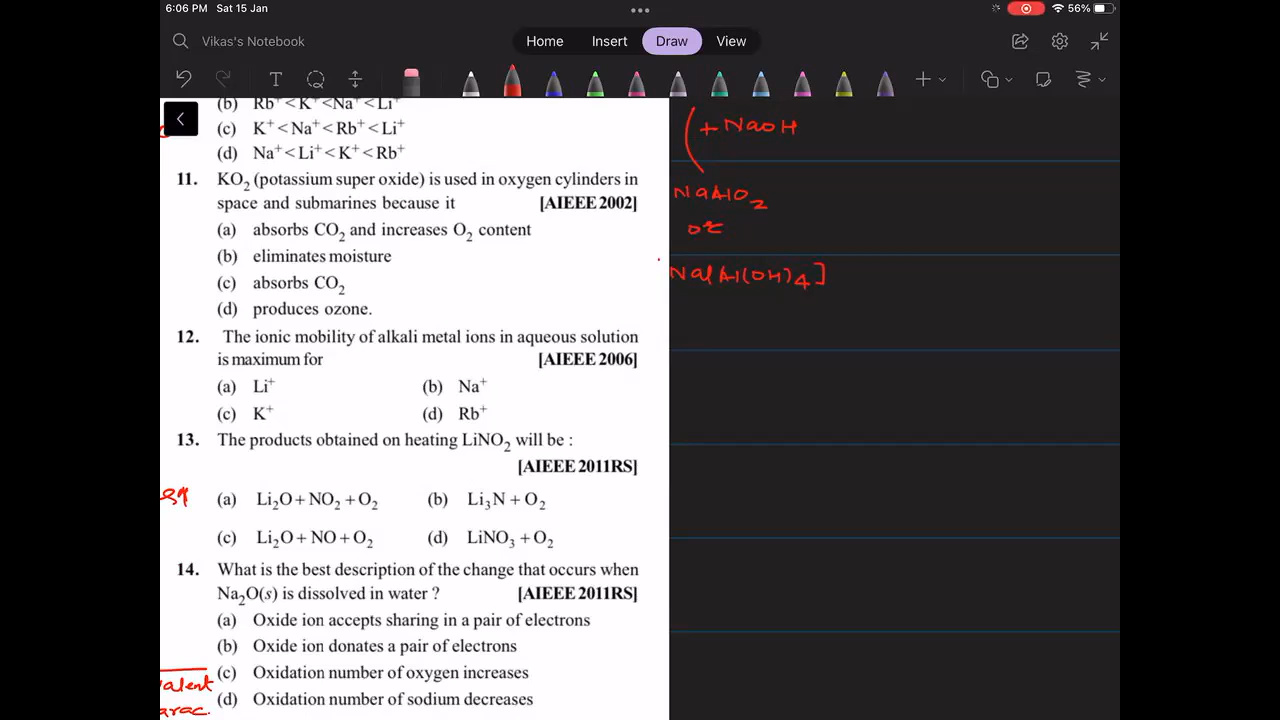 6:06 PM Sat 15 Jan
56%
Vikas's Notebook
Home Insert Draw View
(b) Rb⁺ < K⁺ < Na⁺ < Li⁺
(c) K⁺ < Na⁺ < Rb⁺ < Li⁺
(d) Na⁺ < Li⁺ < K⁺ < Rb⁺
11. KO₂ (potassium super oxide) is used in oxygen cylinders in
space and submarines because it [AIEEE 2002]
(a) absorbs CO₂ and increases O₂ content
(b) eliminates moisture
(c) absorbs CO₂
(d) produces ozone.
12. The ionic mobility of alkali metal ions in aqueous solution
is maximum for [AIEEE 2006]
(a) Li⁺ (b) Na⁺
(c) K⁺ (d) Rb⁺
13. The products obtained on heating LiNO₂ will be :
[AIEEE 2011RS]
(a) Li₂O + NO₂ + O₂ (b) Li₃N + O₂
(c) Li₂O + NO + O₂ (d) LiNO₃ + O₂
14. What is the best description of the change that occurs when
Na₂O(s) is dissolved in water ? [AIEEE 2011RS]
(a) Oxide ion accepts sharing in a pair of electrons
(b) Oxide ion donates a pair of electrons
(c) Oxidation number of oxygen increases
(d) Oxidation number of sodium decreases
valent
arac.
+ NaOH
NaAlO₂
or
Na[Al(OH)₄]